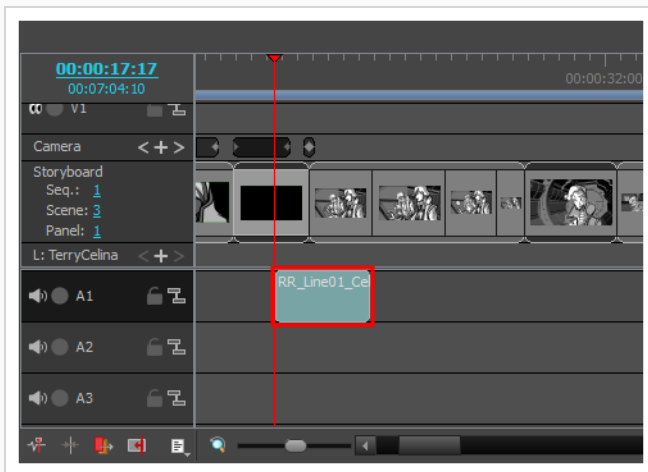 00:00:17:17
00:07:04:10
00:00:32:00
V1
Camera
Storyboard
Seq.: 1
Scene: 3
Panel: 1
L: TerryCelina
A1
RR_Line01_Cel
A2
A3